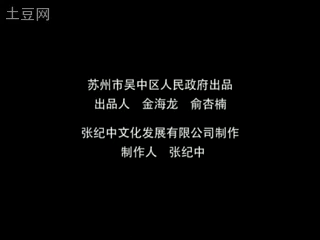 土豆网
苏州市吴中区人民政府出品
出品人 金海龙 俞杏楠
张纪中文化发展有限公司制作
制作人 张纪中